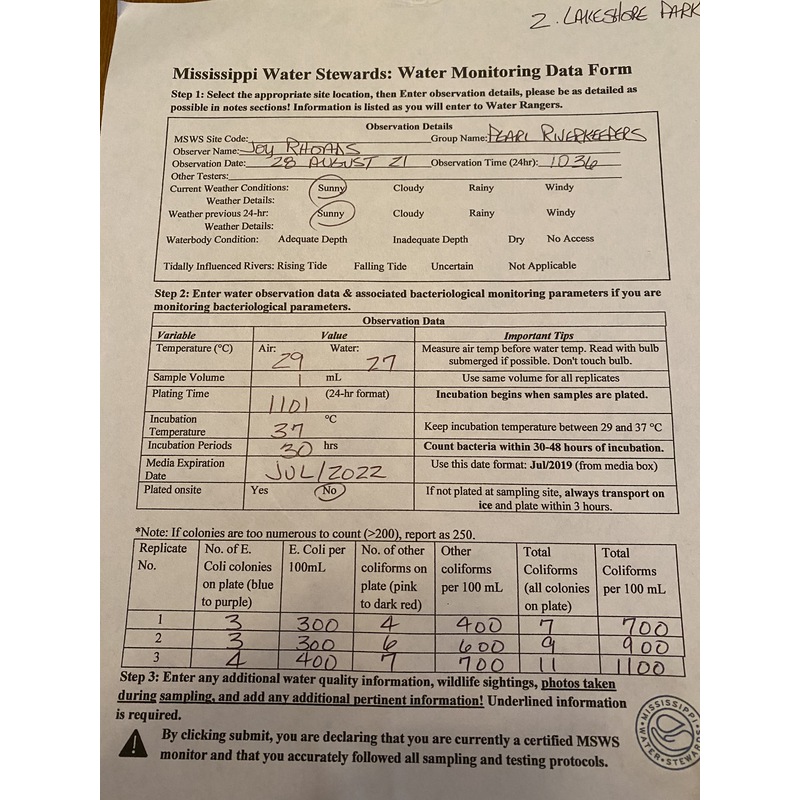 2. LAKESHORE PARK
Mississippi Water Stewards: Water Monitoring Data Form
Step 1: Select the appropriate site location, then Enter observation details, please be as detailed as
possible in notes sections! Information is listed as you will enter to Water Rangers.
Observation Details
MSWS Site Code: Group Name: PEARL RIVERKEEPERS
Observer Name: JOY RHOADS
Observation Date: 28 AUGUST 21 Observation Time (24hr): 1036
Other Testers:
Current Weather Conditions: Sunny Cloudy Rainy Windy
Weather Details:
Weather previous 24-hr: Sunny Cloudy Rainy Windy
Weather Details:
Waterbody Condition: Adequate Depth Inadequate Depth Dry No Access
Tidally Influenced Rivers: Rising Tide Falling Tide Uncertain Not Applicable
Step 2: Enter water observation data & associated bacteriological monitoring parameters if you are
monitoring bacteriological parameters.
Observation Data
Variable Value Important Tips
Temperature (°C) Air: 29 Water: 27 Measure air temp before water temp. Read with bulb
submerged if possible. Don't touch bulb.
Sample Volume 1 mL Use same volume for all replicates
Plating Time 1101 (24-hr format) Incubation begins when samples are plated.
Incubation
Temperature 37 °C Keep incubation temperature between 29 and 37 °C
Incubation Periods 30 hrs Count bacteria within 30-48 hours of incubation.
Media Expiration
Date JUL/2022 Use this date format: Jul/2019 (from media box)
Plated onsite Yes No If not plated at sampling site, always transport on
ice and plate within 3 hours.
*Note: If colonies are too numerous to count (>200), report as 250.
Replicate No. of E. E. Coli per No. of other Other Total Total
No. Coli colonies 100mL coliforms on coliforms Coliforms Coliforms
on plate (blue plate (pink per 100 mL (all colonies per 100 mL
to purple) to dark red) on plate)
1 3 300 4 400 7 700
2 3 300 6 600 9 900
3 4 400 7 700 11 1100
Step 3: Enter any additional water quality information, wildlife sightings, photos taken
during sampling, and add any additional pertinent information! Underlined information
is required.
By clicking submit, you are declaring that you are currently a certified MSWS
monitor and that you accurately followed all sampling and testing protocols.
MISSISSIPPI WATER STEWARDS